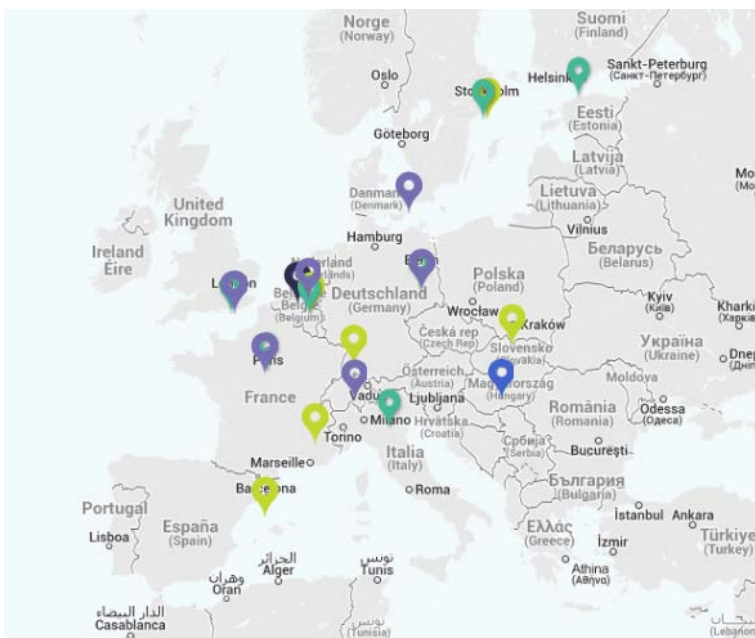 Norge
(Norway)
Suomi
(Finland)
Oslo
Helsinki
Sankt-Peterburg
(Санкт-Петербург)
Eesti
(Estonia)
Göteborg
Latvija
(Latvia)
Danmark
(Denmark)
Lietuva
(Lithuania)
Vilnius
United
Kingdom
Ireland
Éire
Hamburg
Беларусь
(Belarus)
Polska
(Poland)
Deutschland
(Germany)
(Belgium)
Wrocław
Kraków
Kyiv
(Київ)
Україна
(Ukraine)
Česká rep
(Czech Rep)
Slovensko
(Slovakia)
Österreich
(Austria)
(Hungary)
Moldova
France
Ljubljana
Milano
Torino
Hrvatska
(Croatia)
România
(Romania)
Odessa
(Одеса)
Србија
(Serbia)
București
Italia
(Italy)
Marseille
Roma
България
(Bulgaria)
Portugal
Lisboa
España
(Spain)
İstanbul
Ankara
Ελλάς
(Greece)
İzmir
Türkiye
(Turkey)
Athina
(Αθήνα)
الجزائر
Alger
تونس
Tunis
وهران
Oran
الدار البيضاء
Casablanca
تونس
(Tunisia)